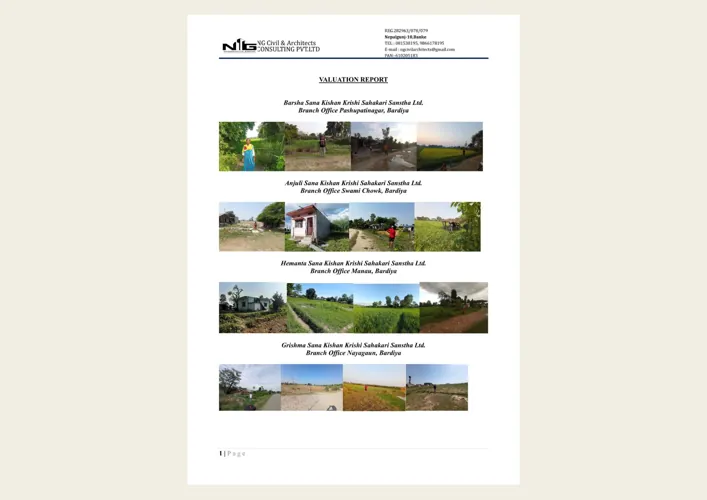 REG 282963/078/079
Nepalgunj-10,Banke
TEL : 081530195, 9866178195
E-mail : ngcivilarchitects@gmail.com
PAN -610205183
NG Civil & Architects
CONSULTING PVT.LTD
VALUATION REPORT
Barsha Sana Kishan Krishi Sahakari Sanstha Ltd.
Branch Office Pashupatinagar, Bardiya
Anjuli Sana Kishan Krishi Sahakari Sanstha Ltd.
Branch Office Swami Chowk, Bardiya
Hemanta Sana Kishan Krishi Sahakari Sanstha Ltd.
Branch Office Manau, Bardiya
Grishma Sana Kishan Krishi Sahakari Sanstha Ltd.
Branch Office Nayagaun, Bardiya
1 | Page